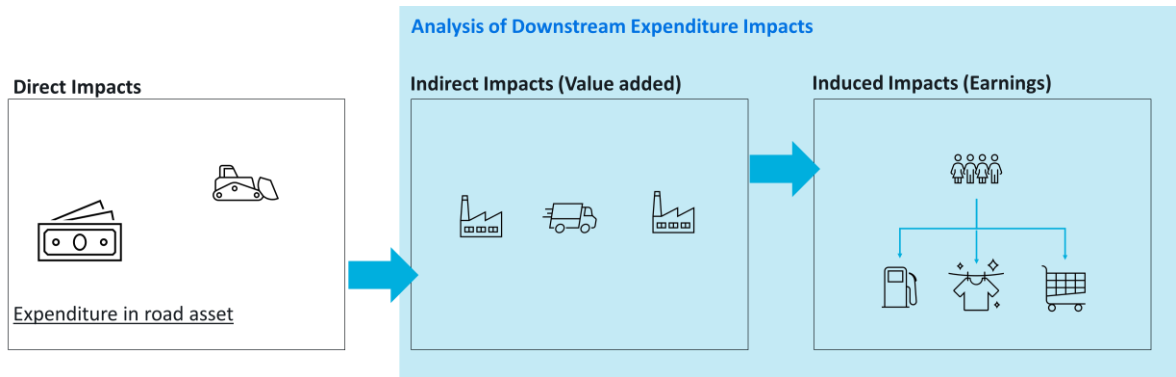 Analysis of Downstream Expenditure Impacts
Direct Impacts
Indirect Impacts (Value added)
Induced Impacts (Earnings)
Expenditure in road asset